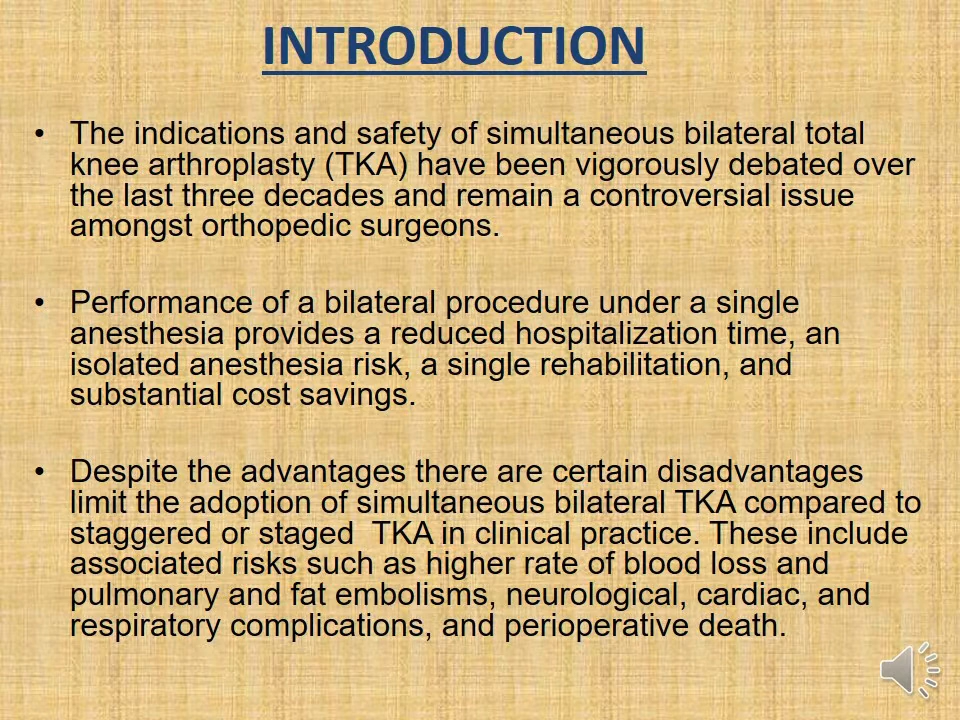 INTRODUCTION
• The indications and safety of simultaneous bilateral total
knee arthroplasty (TKA) have been vigorously debated over
the last three decades and remain a controversial issue
amongst orthopedic surgeons.
• Performance of a bilateral procedure under a single
anesthesia provides a reduced hospitalization time, an
isolated anesthesia risk, a single rehabilitation, and
substantial cost savings.
• Despite the advantages there are certain disadvantages
limit the adoption of simultaneous bilateral TKA compared to
staggered or staged  TKA in clinical practice. These include
associated risks such as higher rate of blood loss and
pulmonary and fat embolisms, neurological, cardiac, and
respiratory complications, and perioperative death.